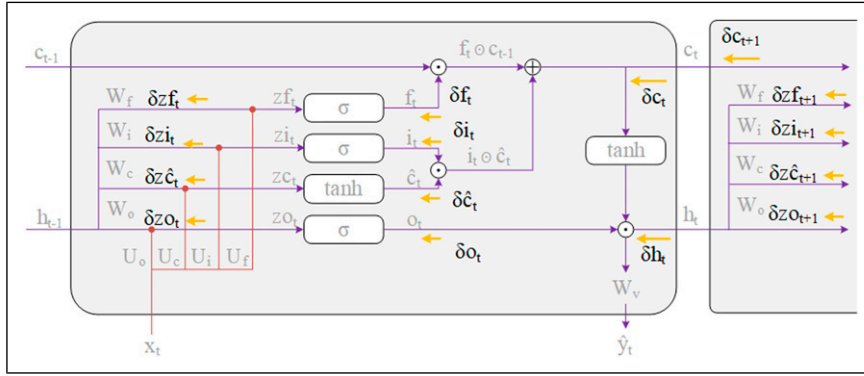 c_{t-1} f_t ⊙ c_{t-1} c_t δc_{t+1}
W_f δzf_t zf_t σ f_t δf_t δc_t W_f δzf_{t+1}
W_i δzi_t zi_t σ i_t δi_t i_t ⊙ ĉ_t tanh W_i δzi_{t+1}
W_c δzĉ_t zc_t tanh ĉ_t δĉ_t W_c δzĉ_{t+1}
h_{t-1} W_o δzo_t zo_t σ o_t δo_t δh_t h_t W_o δzo_{t+1}
U_o U_c U_i U_f
W_v
x_t ŷ_t